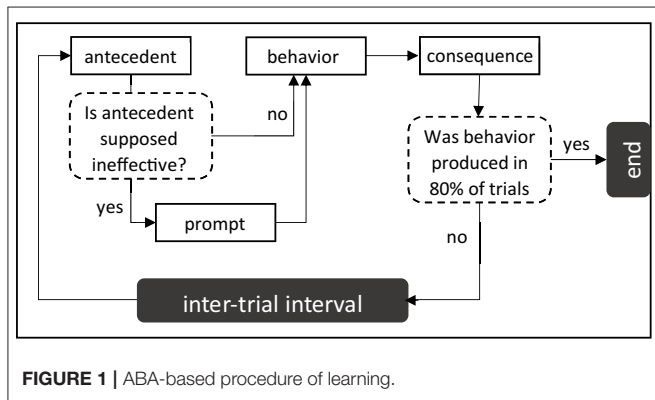 antecedent
behavior
consequence
Is antecedent
supposed
ineffective?
no
yes
prompt
Was behavior
produced in
80% of trials
yes
end
no
inter-trial interval
FIGURE 1 | ABA-based procedure of learning.